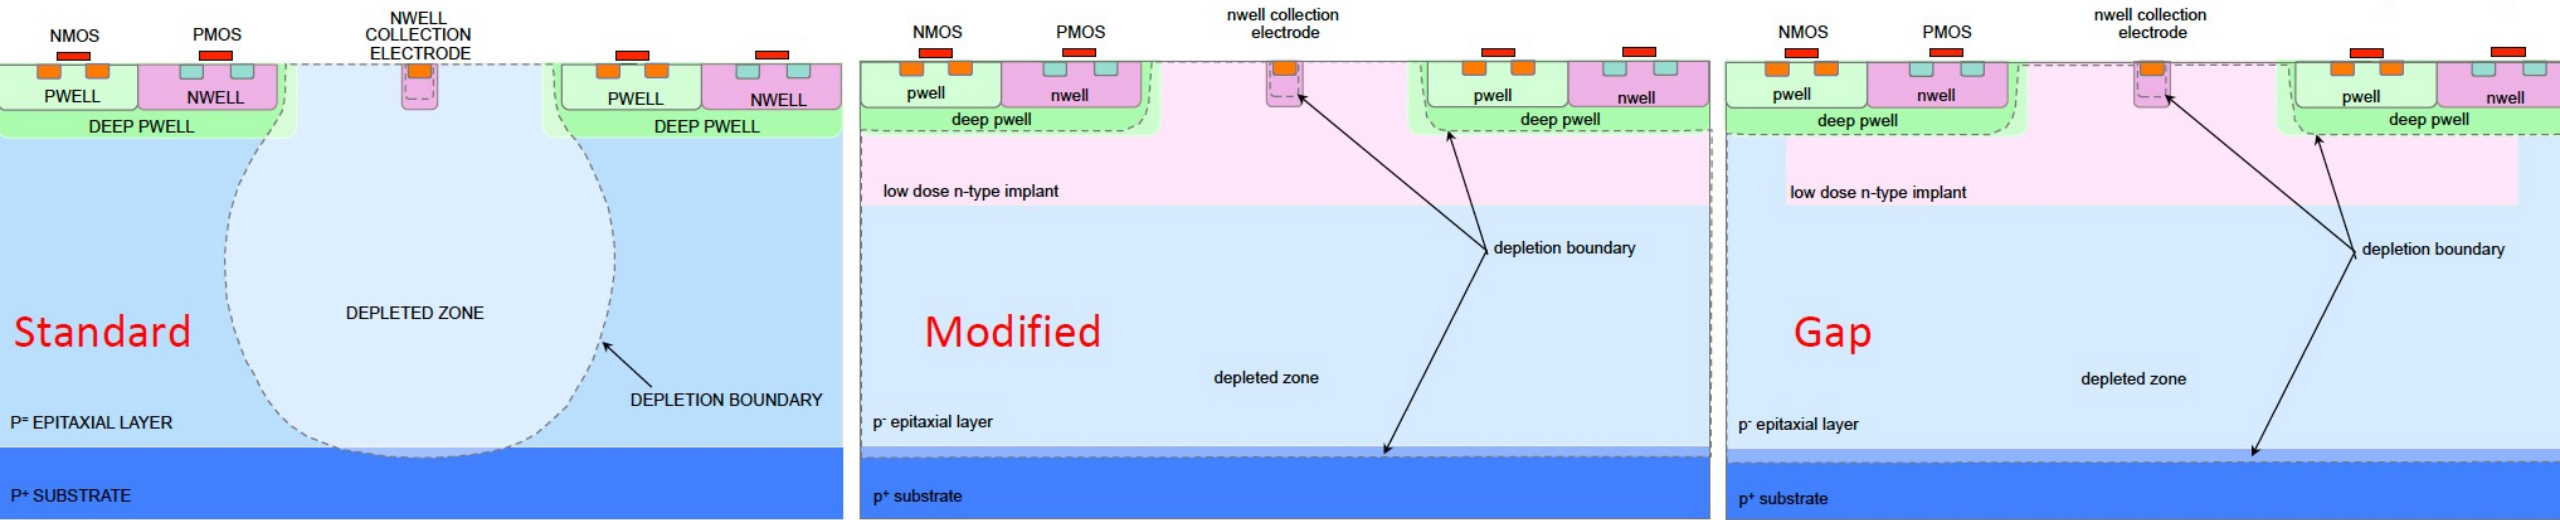 NMOS
PMOS
NWELL
COLLECTION
ELECTRODE
PWELL
NWELL
PWELL
NWELL
DEEP PWELL
DEEP PWELL
DEPLETED ZONE
Standard
DEPLETION BOUNDARY
P= EPITAXIAL LAYER
P+ SUBSTRATE
NMOS
PMOS
nwell collection
electrode
pwell
nwell
pwell
nwell
deep pwell
deep pwell
low dose n-type implant
depletion boundary
Modified
depleted zone
p- epitaxial layer
p+ substrate
NMOS
PMOS
nwell collection
electrode
pwell
nwell
pwell
nwell
deep pwell
deep pwell
low dose n-type implant
depletion boundary
Gap
depleted zone
p- epitaxial layer
p+ substrate